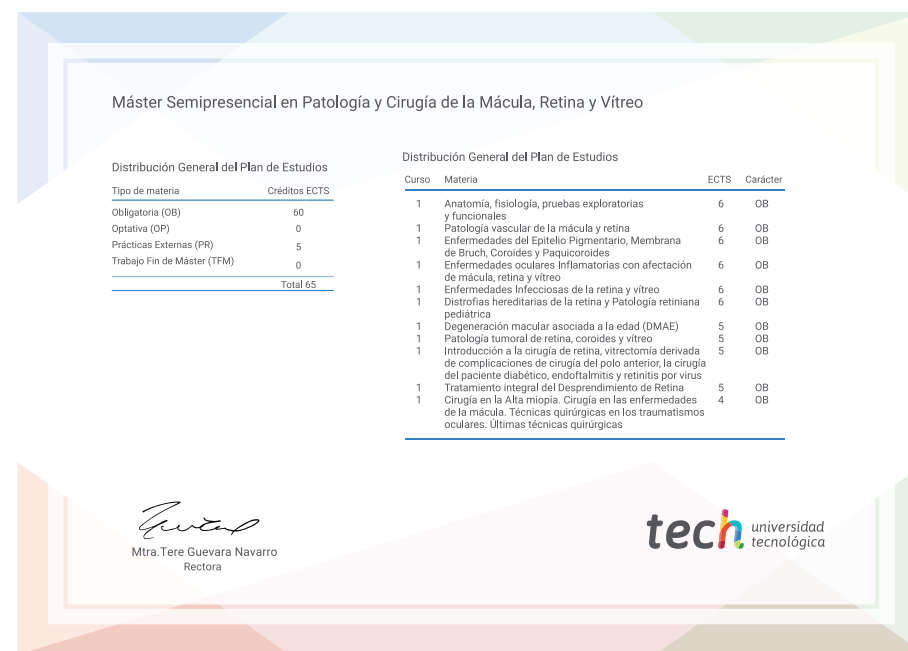 Máster Semipresencial en Patología y Cirugía de la Mácula, Retina y Vítreo
Distribución General del Plan de Estudios
Tipo de materia Créditos ECTS
Obligatoria (OB) 60
Optativa (OP) 0
Prácticas Externas (PR) 5
Trabajo Fin de Máster (TFM) 0
Total 65
Distribución General del Plan de Estudios
Curso Materia ECTS Carácter
1 Anatomía, fisiología, pruebas exploratorias 6 OB
y funcionales
1 Patología vascular de la mácula y retina 6 OB
1 Enfermedades del Epitelio Pigmentario, Membrana 6 OB
de Bruch, Coroides y Paquicoroides
1 Enfermedades oculares Inflamatorias con afectación 6 OB
de mácula, retina y vítreo
1 Enfermedades Infecciosas de la retina y vítreo 6 OB
1 Distrofias hereditarias de la retina y Patología retiniana 6 OB
pediátrica
1 Degeneración macular asociada a la edad (DMAE) 5 OB
1 Patología tumoral de retina, coroides y vítreo 5 OB
1 Introducción a la cirugía de retina, vitrectomía derivada 5 OB
de complicaciones de cirugía del polo anterior, la cirugía
del paciente diabético, endoftalmitis y retinitis por virus
1 Tratamiento integral del Desprendimiento de Retina 5 OB
1 Cirugía en la Alta miopía. Cirugía en las enfermedades 4 OB
de la mácula. Técnicas quirúrgicas en los traumatismos
oculares. Últimas técnicas quirúrgicas
Mtra.Tere Guevara Navarro
Rectora
tech universidad
tecnológica